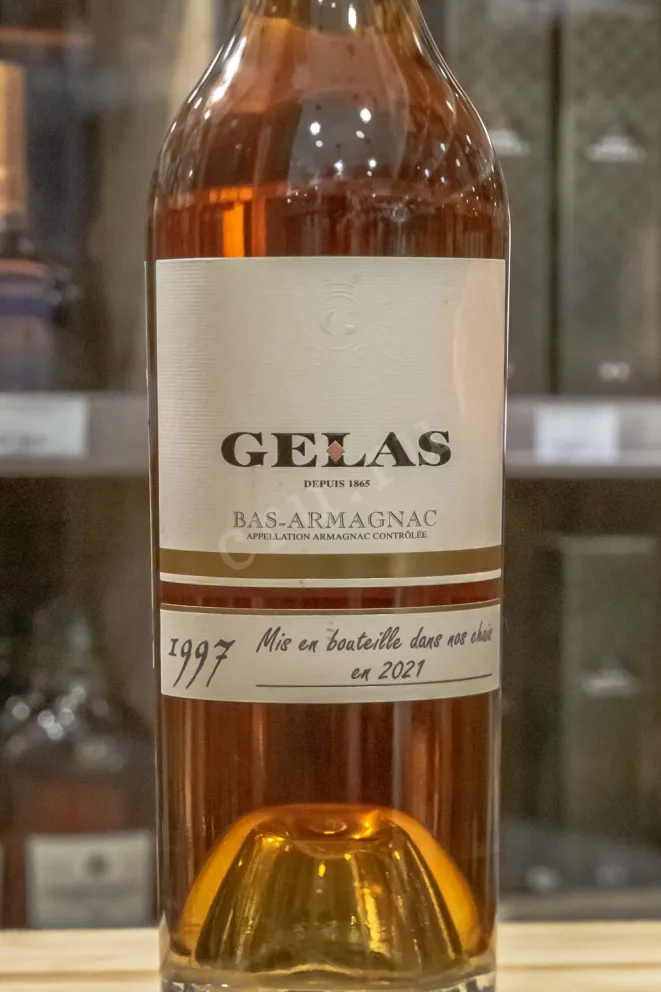 G
GELAS
DEPUIS 1865
BAS-ARMAGNAC
APPELLATION ARMAGNAC CONTRÔLÉE
1997
Mis en bouteille dans nos chais
en 2021